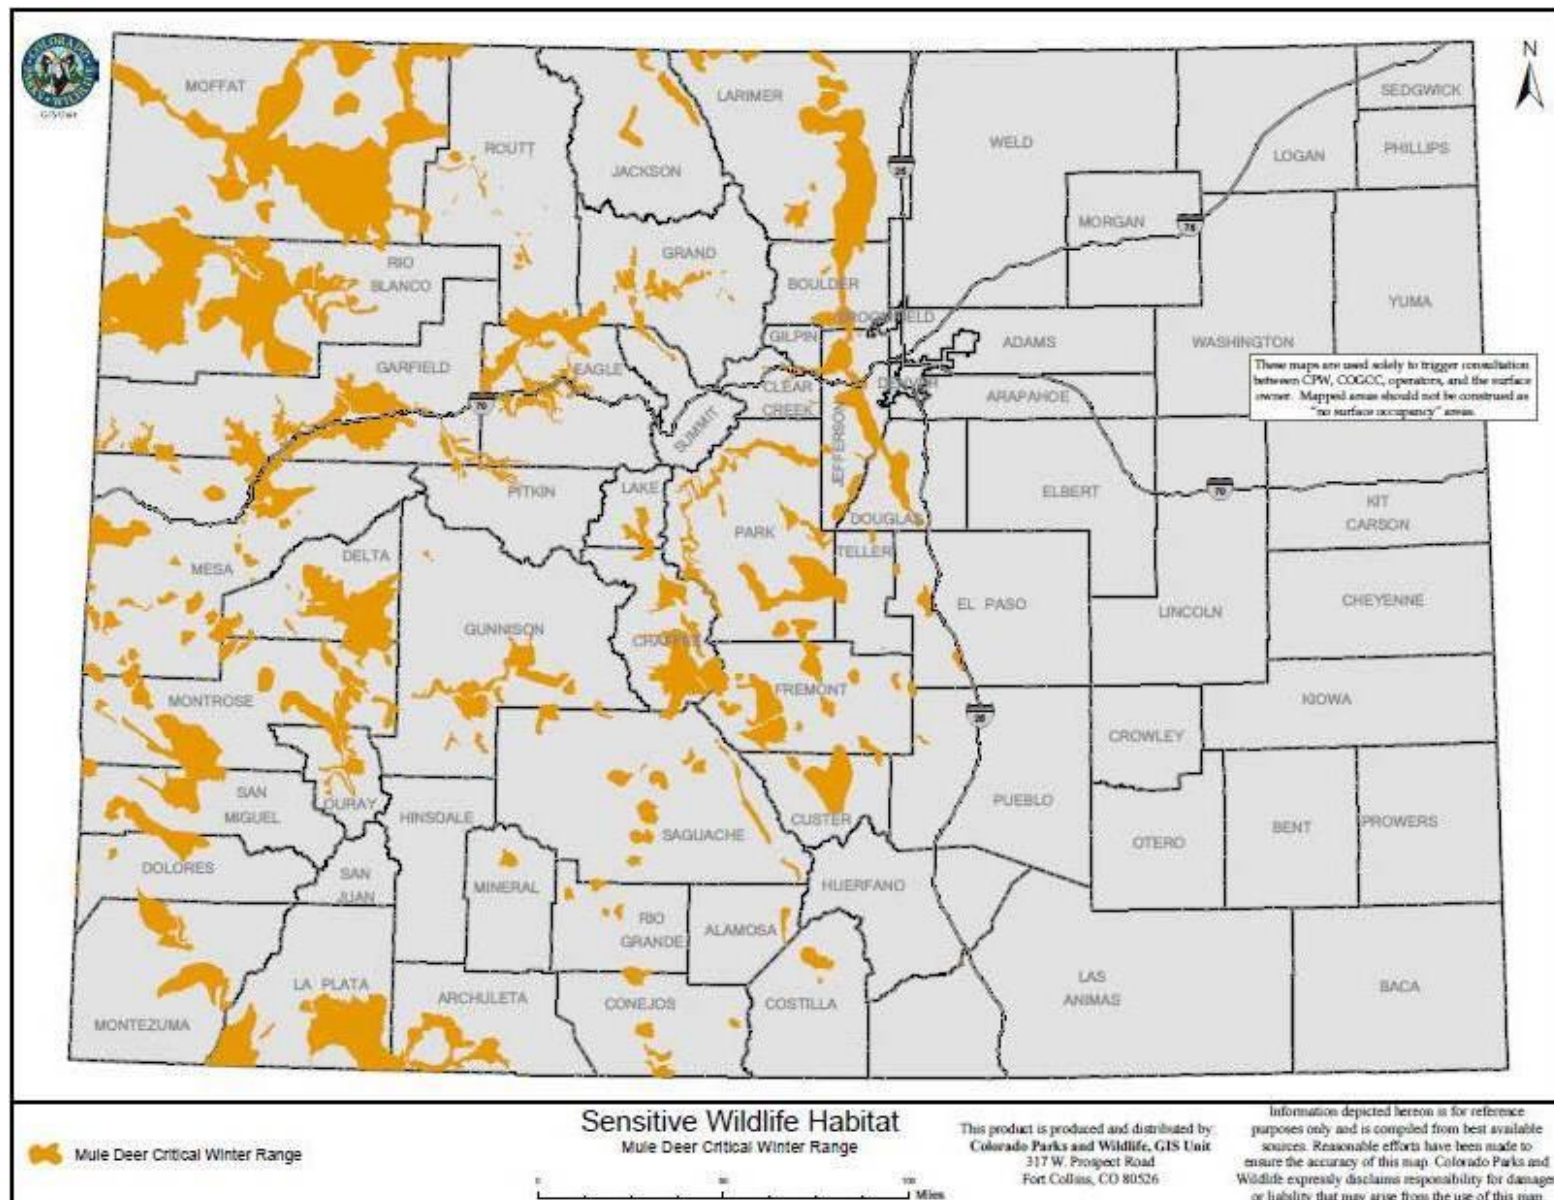 COLORADO PARKS
WILDLIFE
GIS Unit
N
MOFFAT
LARIMER
SEDGWICK
ROUTT
WELD
LOGAN
PHILLIPS
JACKSON
25
MORGAN
76
GRAND
RIO
BLANCO
BOULDER
YUMA
BROOMFIELD
GILPIN
ADAMS
WASHINGTON
GARFIELD
EAGLE
CLEAR
CREEK
DENVER
ARAPAHOE
These maps are used solely to trigger consultation
between CPW, COGCC, operators, and the surface
owner. Mapped areas should not be construed as
"no surface occupancy" areas.
70
SUMMIT
JEFFERSON
PITKIN
LAKE
ELBERT
70
KIT
CARSON
PARK
DOUGLAS
TELLER
MESA
DELTA
EL PASO
LINCOLN
CHEYENNE
GUNNISON
CHAFFEE
MONTROSE
FREMONT
KIOWA
25
CROWLEY
SAN
MIGUEL
OURAY
HINSDALE
SAGUACHE
CUSTER
PUEBLO
OTERO
BENT
PROWERS
DOLORES
SAN
JUAN
MINERAL
HUERFANO
RIO
GRANDE
ALAMOSA
LA PLATA
ARCHULETA
CONEJOS
COSTILLA
LAS
ANIMAS
BACA
MONTEZUMA
Mule Deer Critical Winter Range
Sensitive Wildlife Habitat
Mule Deer Critical Winter Range
0 50 100
Miles
This product is produced and distributed by:
Colorado Parks and Wildlife, GIS Unit
317 W. Prospect Road
Fort Collins, CO 80526
Information depicted hereon is for reference
purposes only and is compiled from best available
sources. Reasonable efforts have been made to
ensure the accuracy of this map. Colorado Parks and
Wildlife expressly disclaims responsibility for damages
or liability that may arise from the use of this map.